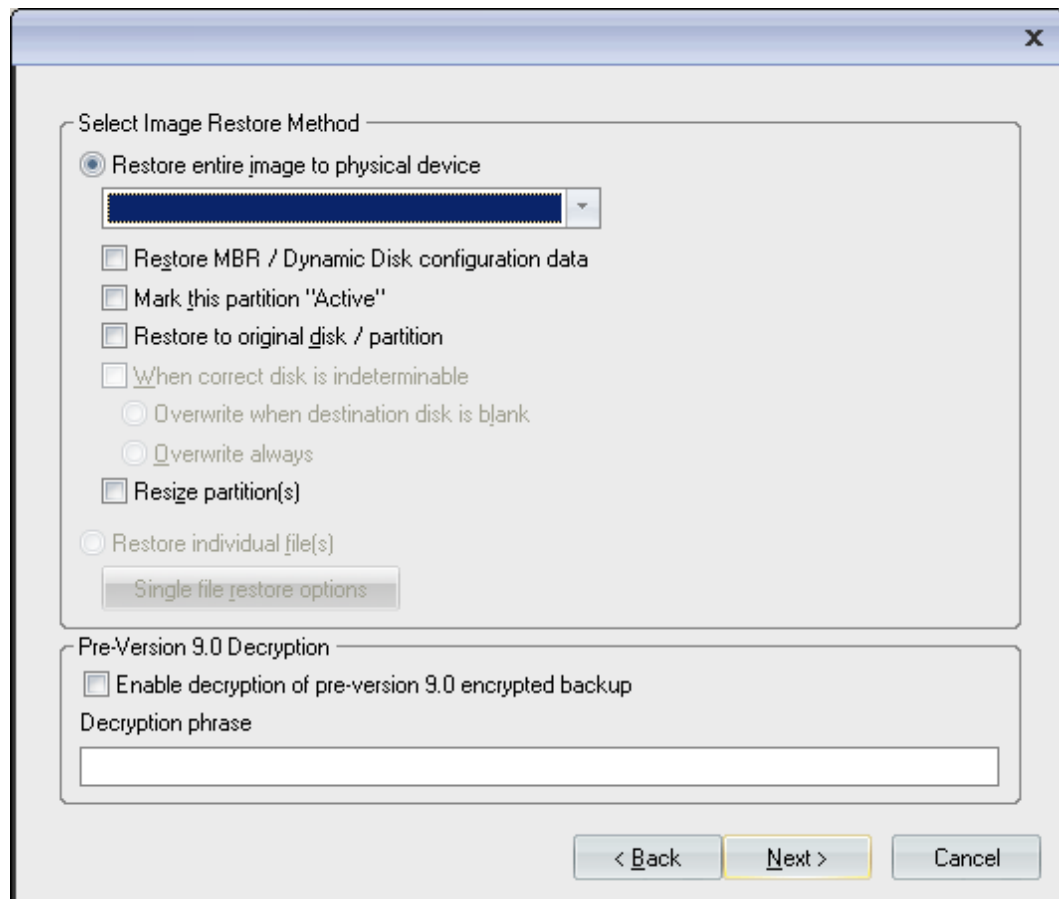 Select Image Restore Method
Restore entire image to physical device
Restore MBR / Dynamic Disk configuration data
Mark this partition "Active"
Restore to original disk / partition
When correct disk is indeterminable
Overwrite when destination disk is blank
Overwrite always
Resize partition(s)
Restore individual file(s)
Single file restore options
Pre-Version 9.0 Decryption
Enable decryption of pre-version 9.0 encrypted backup
Decryption phrase
< Back Next > Cancel